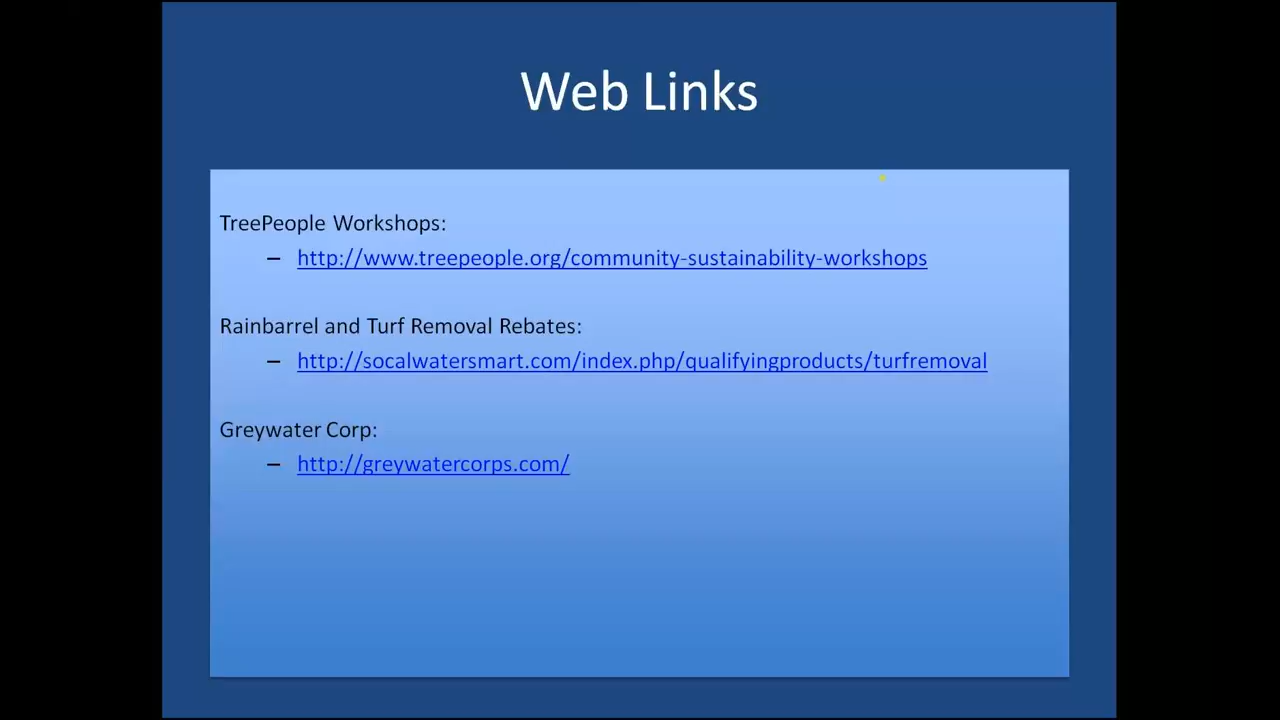 Web Links
TreePeople Workshops:
– http://www.treepeople.org/community-sustainability-workshops
Rainbarrel and Turf Removal Rebates:
– http://socalwatersmart.com/index.php/qualifyingproducts/turfremoval
Greywater Corp:
– http://greywatercorps.com/